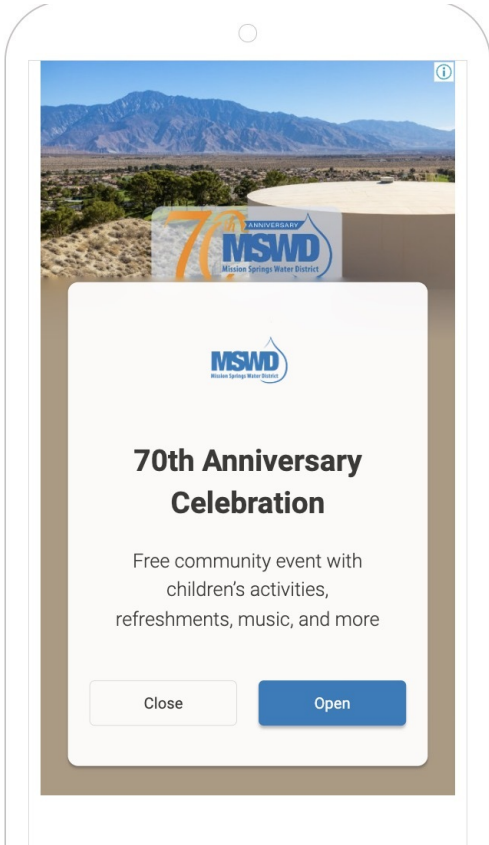 70th ANNIVERSARY
MSWD
Mission Springs Water District
MSWD
Mission Springs Water District
70th Anniversary
Celebration
Free community event with
children’s activities,
refreshments, music, and more
Close
Open